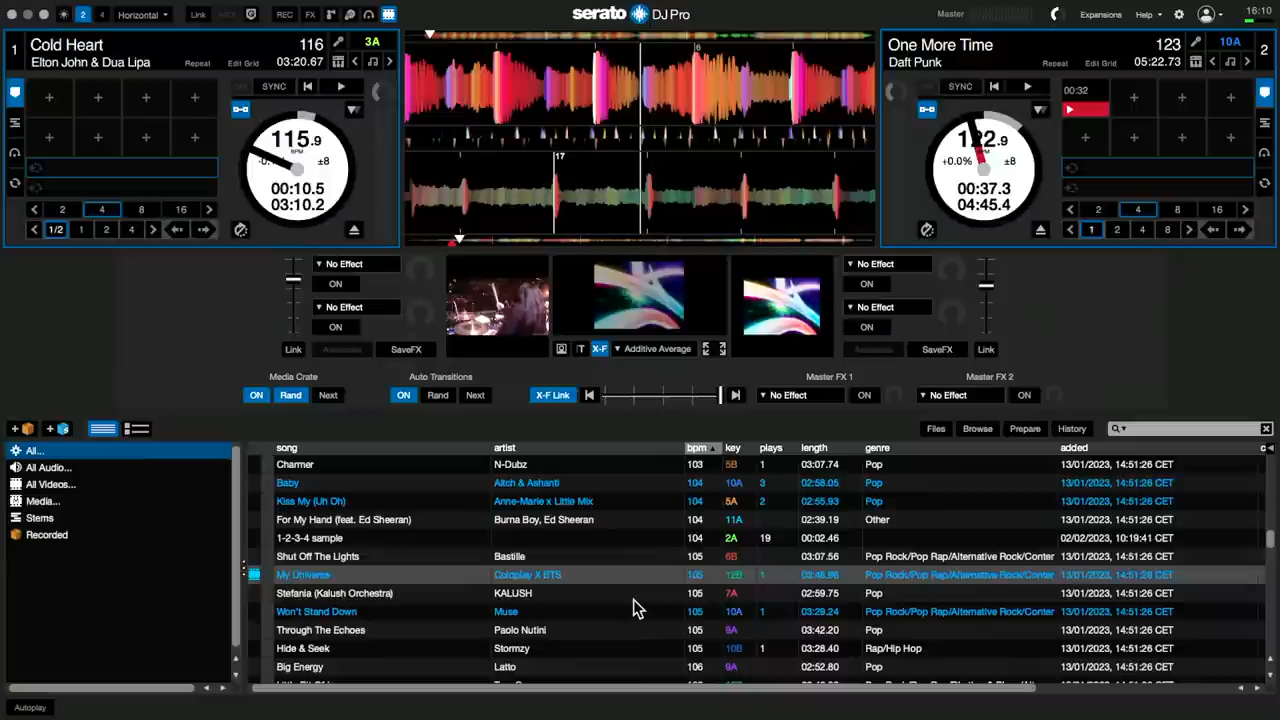 2 4 Horizontal Link REC FX serato DJ Pro Master Expansions Help 16:10
1 Cold Heart 116 3A
Elton John & Dua Lipa Repeat Edit Grid 03:20.67
One More Time 123 10A 2
Daft Punk Repeat Edit Grid 05:22.73
6
SYNC
115.9
BPM
±8
00:10.5
03:10.2
2 4 8 16
1/2 1 2 4
17
SYNC 00:32
+0.0% ±8
00:37.3
04:45.4
2 4 8 16
1 2 4 8
No Effect No Effect
ON ON
No Effect No Effect
ON ON
Link SaveFX T X-F Additive Average SaveFX Link
Media Crate Auto Transitions Master FX 1 Master FX 2
ON Rand Next ON Rand Next X-F Link No Effect ON No Effect ON
Files Browse Prepare History
All...
All Audio...
All Videos...
Media...
Stems
Recorded
song artist bpm key plays length genre added
Charmer N-Dubz 103 5B 1 03:07.74 Pop 13/01/2023, 14:51:26 CET
Baby Aitch & Ashanti 104 10A 3 02:58.05 Pop 13/01/2023, 14:51:26 CET
Kiss My (Uh Oh) Anne-Marie x Little Mix 104 5A 2 02:55.93 Pop 13/01/2023, 14:51:26 CET
For My Hand (feat. Ed Sheeran) Burna Boy, Ed Sheeran 104 11A 02:39.19 Other 13/01/2023, 14:51:26 CET
1-2-3-4 sample 104 2A 19 00:02.46 02/02/2023, 10:19:41 CET
Shut Off The Lights Bastille 105 6B 03:07.56 Pop Rock/Pop Rap/Alternative Rock/Conter 13/01/2023, 14:51:26 CET
My Universe Coldplay X BTS 105 12B 1 03:48.86 Pop Rock/Pop Rap/Alternative Rock/Conter 13/01/2023, 14:51:26 CET
Stefania (Kalush Orchestra) KALUSH 105 7A 02:59.75 Pop 13/01/2023, 14:51:26 CET
Won't Stand Down Muse 105 10A 1 03:29.24 Pop Rock/Pop Rap/Alternative Rock/Conter 13/01/2023, 14:51:26 CET
Through The Echoes Paolo Nutini 105 9A 03:42.20 Pop 13/01/2023, 14:51:26 CET
Hide & Seek Stormzy 105 10B 1 03:28.40 Rap/Hip Hop 13/01/2023, 14:51:26 CET
Big Energy Latto 106 9A 02:52.80 Pop 13/01/2023, 14:51:26 CET
Autoplay